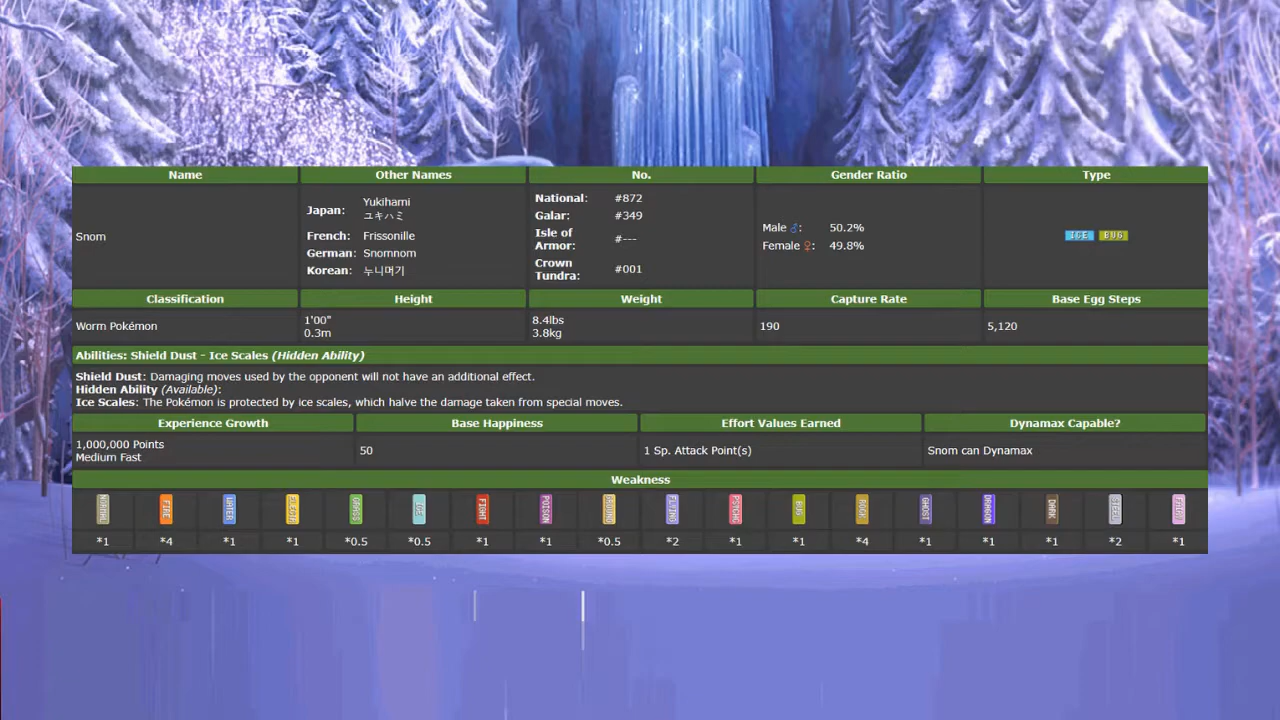 Name Other Names No. Gender Ratio Type
Snom
Japan: Yukihami
ユキハミ
French: Frissonille
German: Snomnom
Korean: 누니머기
National: #872
Galar: #349
Isle of
Armor: #---
Crown
Tundra: #001
Male ♂: 50.2%
Female ♀: 49.8%
ICE BUG
Classification Height Weight Capture Rate Base Egg Steps
Worm Pokémon
1'00"
0.3m
8.4lbs
3.8kg
190
5,120
Abilities: Shield Dust - Ice Scales (Hidden Ability)
Shield Dust: Damaging moves used by the opponent will not have an additional effect.
Hidden Ability (Available):
Ice Scales: The Pokémon is protected by ice scales, which halve the damage taken from special moves.
Experience Growth Base Happiness Effort Values Earned Dynamax Capable?
1,000,000 Points
Medium Fast
50
1 Sp. Attack Point(s)
Snom can Dynamax
Weakness
NORMAL FIRE WATER ELECTR GRASS ICE FIGHT POISON GROUND FLYING PSYCHC BUG ROCK GHOST DRAGON DARK STEEL FAIRY
*1 *4 *1 *1 *0.5 *0.5 *1 *1 *0.5 *2 *1 *1 *4 *1 *1 *1 *2 *1